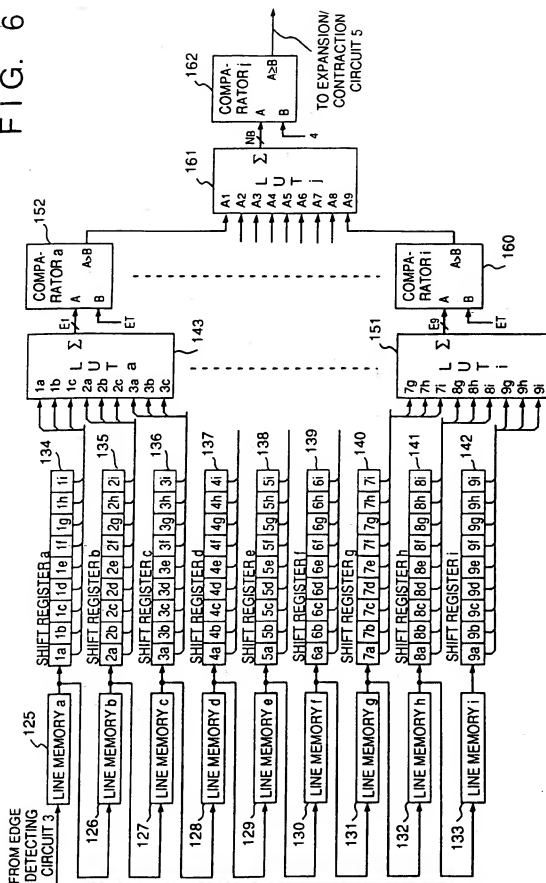 FIG. 6
FROM EDGE
DETECTING
CIRCUIT 3
125
LINE MEMORY a
126
LINE MEMORY b
127
LINE MEMORY c
128
LINE MEMORY d
129
LINE MEMORY e
130
LINE MEMORY f
131
LINE MEMORY g
132
LINE MEMORY h
133
LINE MEMORY i
SHIFT REGISTER a
134
1a 1b 1c 1d 1e 1f 1g 1h 1i
SHIFT REGISTER b
135
2a 2b 2c 2d 2e 2f 2g 2h 2i
SHIFT REGISTER c
136
3a 3b 3c 3d 3e 3f 3g 3h 3i
SHIFT REGISTER d
137
4a 4b 4c 4d 4e 4f 4g 4h 4i
SHIFT REGISTER e
138
5a 5b 5c 5d 5e 5f 5g 5h 5i
SHIFT REGISTER f
139
6a 6b 6c 6d 6e 6f 6g 6h 6i
SHIFT REGISTER g
140
7a 7b 7c 7d 7e 7f 7g 7h 7i
SHIFT REGISTER h
141
8a 8b 8c 8d 8e 8f 8g 8h 8i
SHIFT REGISTER i
142
9a 9b 9c 9d 9e 9f 9g 9h 9i
1a
1b
1c
2a
2b
2c
3a
3b
3c
LUT a
Σ
143
E1
ET
COMPA-
RATOR a
A
B
A>B
152
7g
7h
7i
8g
8h
8i
9g
9h
9i
LUT i
Σ
151
E9
ET
COMPA-
RATOR i
A
B
A>B
160
A1
A2
A3
A4
A5
A6
A7
A8
A9
LUT j
Σ
161
NB
4
COMPA-
RATOR j
A
B
A≥B
162
TO EXPANSION/
CONTRACTION
CIRCUIT 5